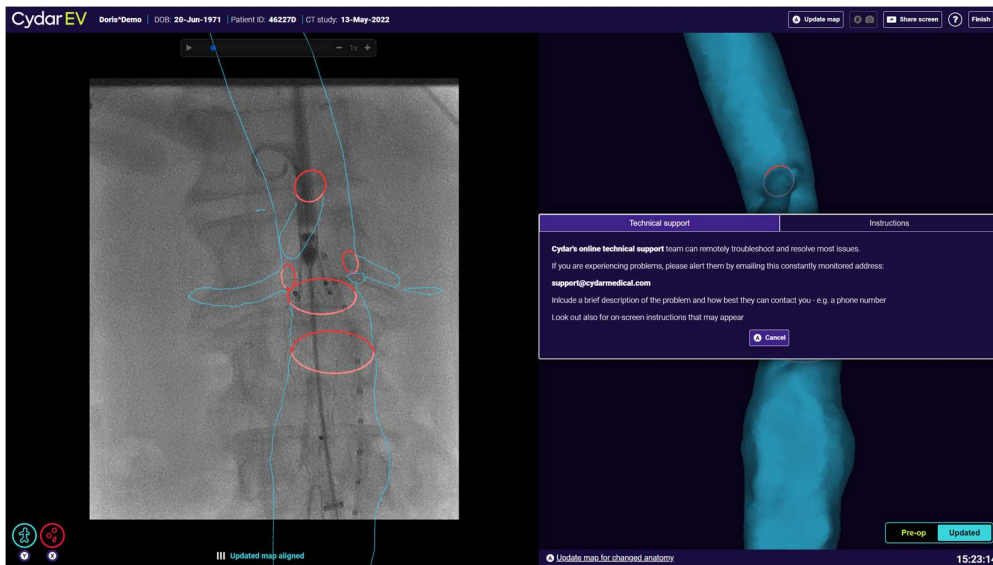 Cydar EV Doris^Demo | DOB: 20-Jun-1971 | Patient ID: 46227D | CT study: 13-May-2022 A Update map B Share screen ? Finish
1x
Technical support Instructions
Cydar's online technical support team can remotely troubleshoot and resolve most issues.
If you are experiencing problems, please alert them by emailing this constantly monitored address:
support@cydarmedical.com
Inlcude a brief description of the problem and how best they can contact you - e.g. a phone number
Look out also for on-screen instructions that may appear
A Cancel
Pre-op Updated
Y X
Updated map aligned
A Update map for changed anatomy
15:23:14